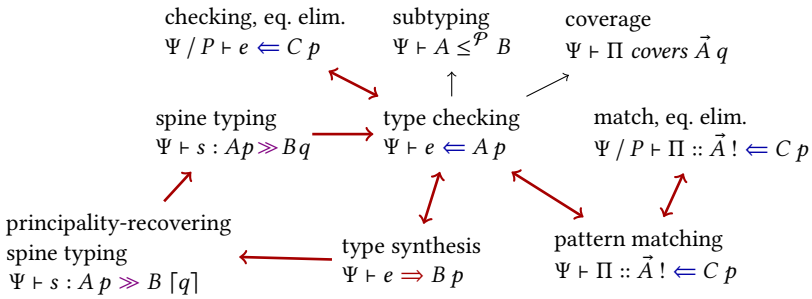 checking, eq. elim.
Ψ / P ⊢ e ⇐ C p
subtyping
Ψ ⊢ A ≤^𝒫 B
coverage
Ψ ⊢ Π covers A⃗ q
spine typing
Ψ ⊢ s : A p ≫ B q
type checking
Ψ ⊢ e ⇐ A p
match, eq. elim.
Ψ / P ⊢ Π :: A⃗ ! ⇐ C p
principality-recovering
spine typing
Ψ ⊢ s : A p ≫ B ⌈q⌉
type synthesis
Ψ ⊢ e ⇒ B p
pattern matching
Ψ ⊢ Π :: A⃗ ! ⇐ C p